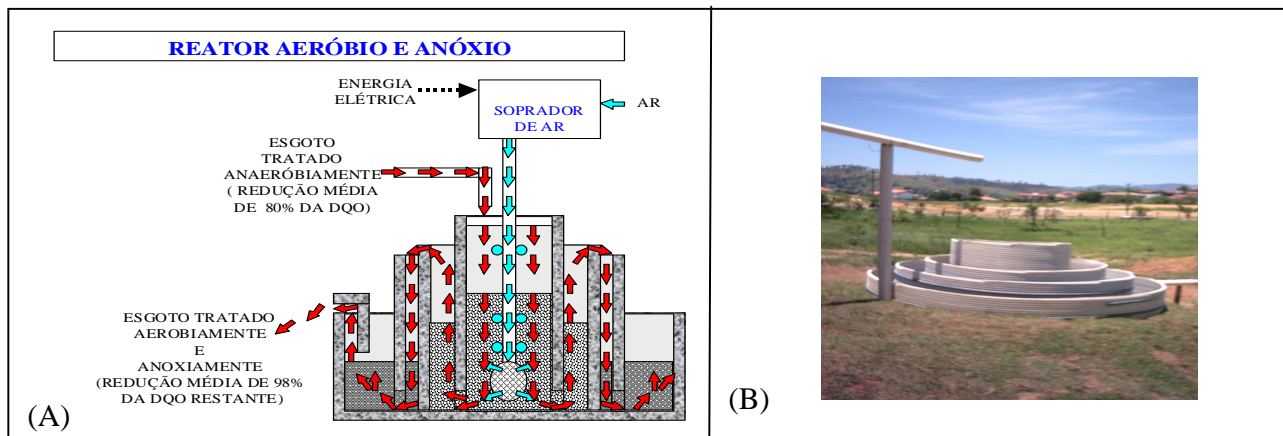 REATOR AERÓBIO E ANÓXIO
ENERGIA
ELÉTRICA
SOPRADOR
DE AR
AR
ESGOTO
TRATADO
ANAERÓBIAMENTE
( REDUÇÃO MÉDIA
DE 80% DA DQO)
ESGOTO TRATADO
AEROBIAMENTE
E
ANOXIAMENTE
(REDUÇÃO MÉDIA DE 98%
DA DQO RESTANTE)
(A)
(B)